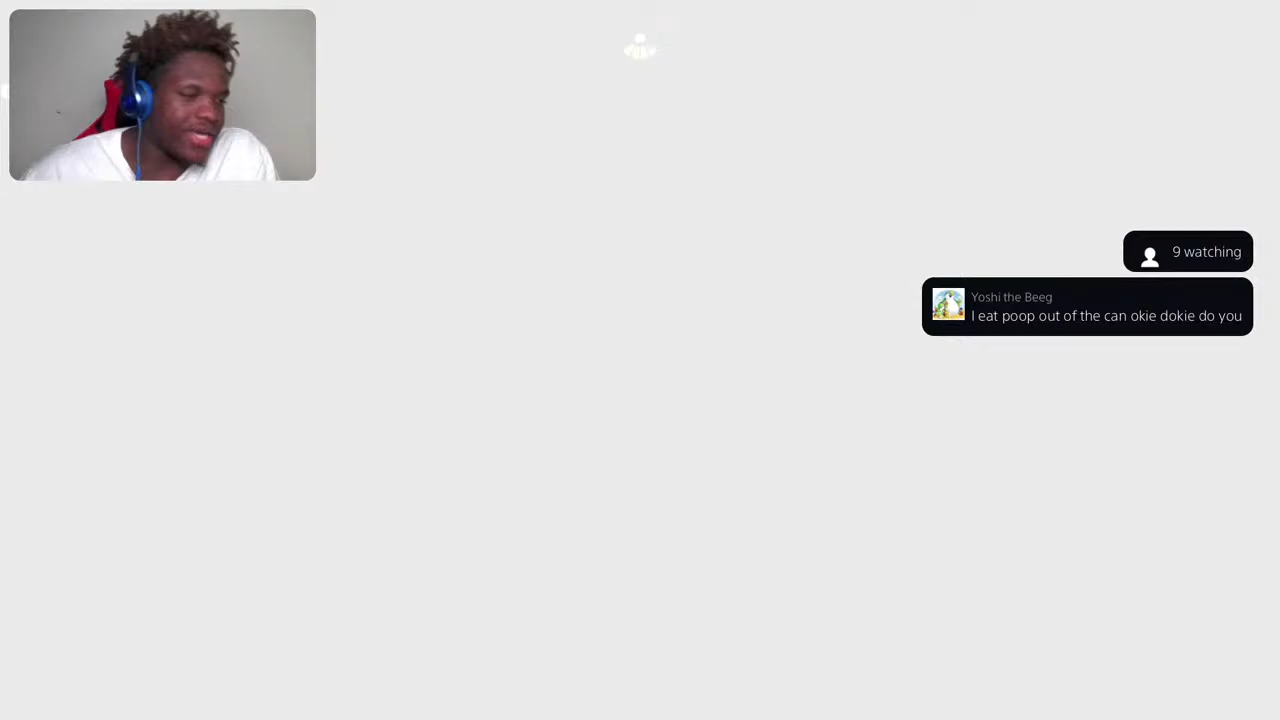 9 watching
Yoshi the Beeg
I eat poop out of the can okie dokie do you